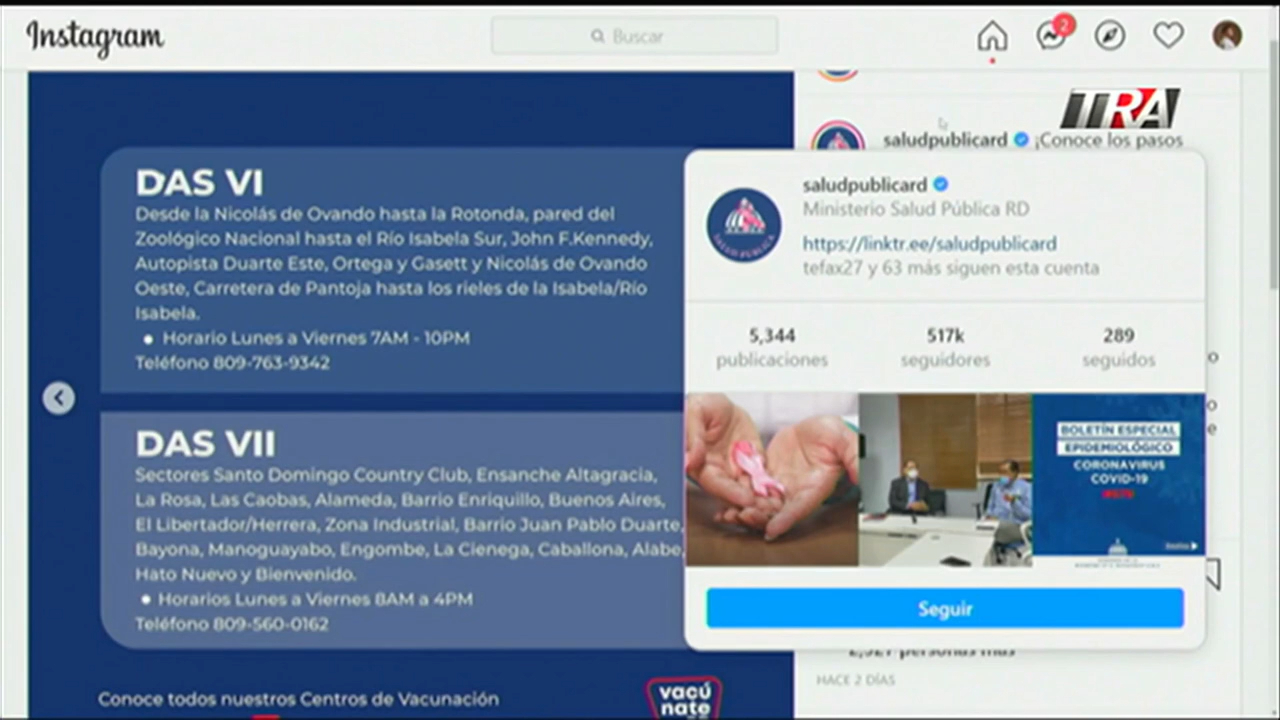 Instagram
Buscar
2
TRA
saludpublicard ¡Conoce los pasos
DAS VI
Desde la Nicolás de Ovando hasta la Rotonda, pared del
Zoológico Nacional hasta el Río Isabela Sur, John F.Kennedy,
Autopista Duarte Este, Ortega y Gasett y Nicolás de Ovando
Oeste, Carretera de Pantoja hasta los rieles de la Isabela/Río
Isabela.
• Horario Lunes a Viernes 7AM - 10PM
Teléfono 809-763-9342
DAS VII
Sectores Santo Domingo Country Club, Ensanche Altagracia,
La Rosa, Las Caobas, Alameda, Barrio Enriquillo, Buenos Aires,
El Libertador/Herrera, Zona Industrial, Barrio Juan Pablo Duarte,
Bayona, Manoguayabo, Engombe, La Cienega, Caballona, Alabe,
Hato Nuevo y Bienvenido.
• Horarios Lunes a Viernes 8AM a 4PM
Teléfono 809-560-0162
Conoce todos nuestros Centros de Vacunación
vacú
nate
saludpublicard
Ministerio Salud Pública RD
https://linktr.ee/saludpublicard
tefax27 y 63 más siguen esta cuenta
5,344 517k 289
publicaciones seguidores seguidos
BOLETÍN ESPECIAL
EPIDEMIOLÓGICO
CORONAVIRUS
COVID-19
Seguir
personas más
HACE 2 DÍAS